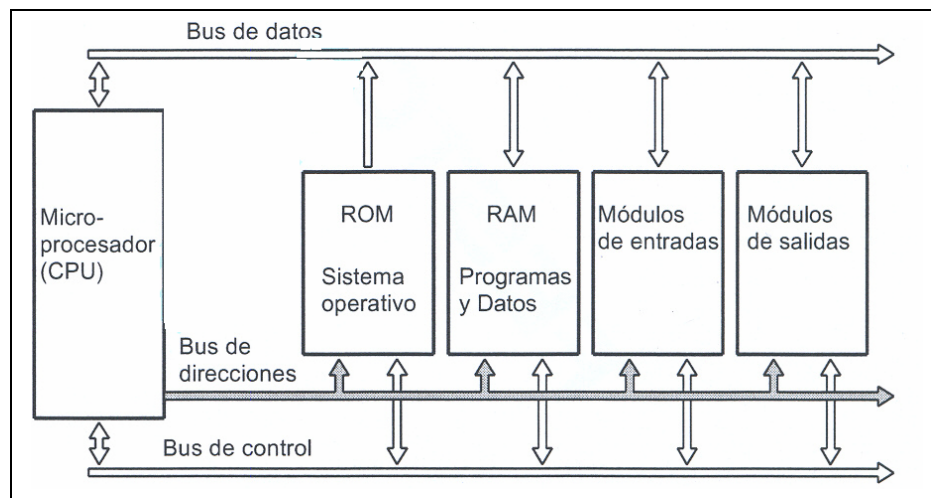 Bus de datos
Micro-
procesador
(CPU)
ROM
Sistema
operativo
RAM
Programas
y Datos
Módulos
de entradas
Módulos
de salidas
Bus de
direcciones
Bus de control